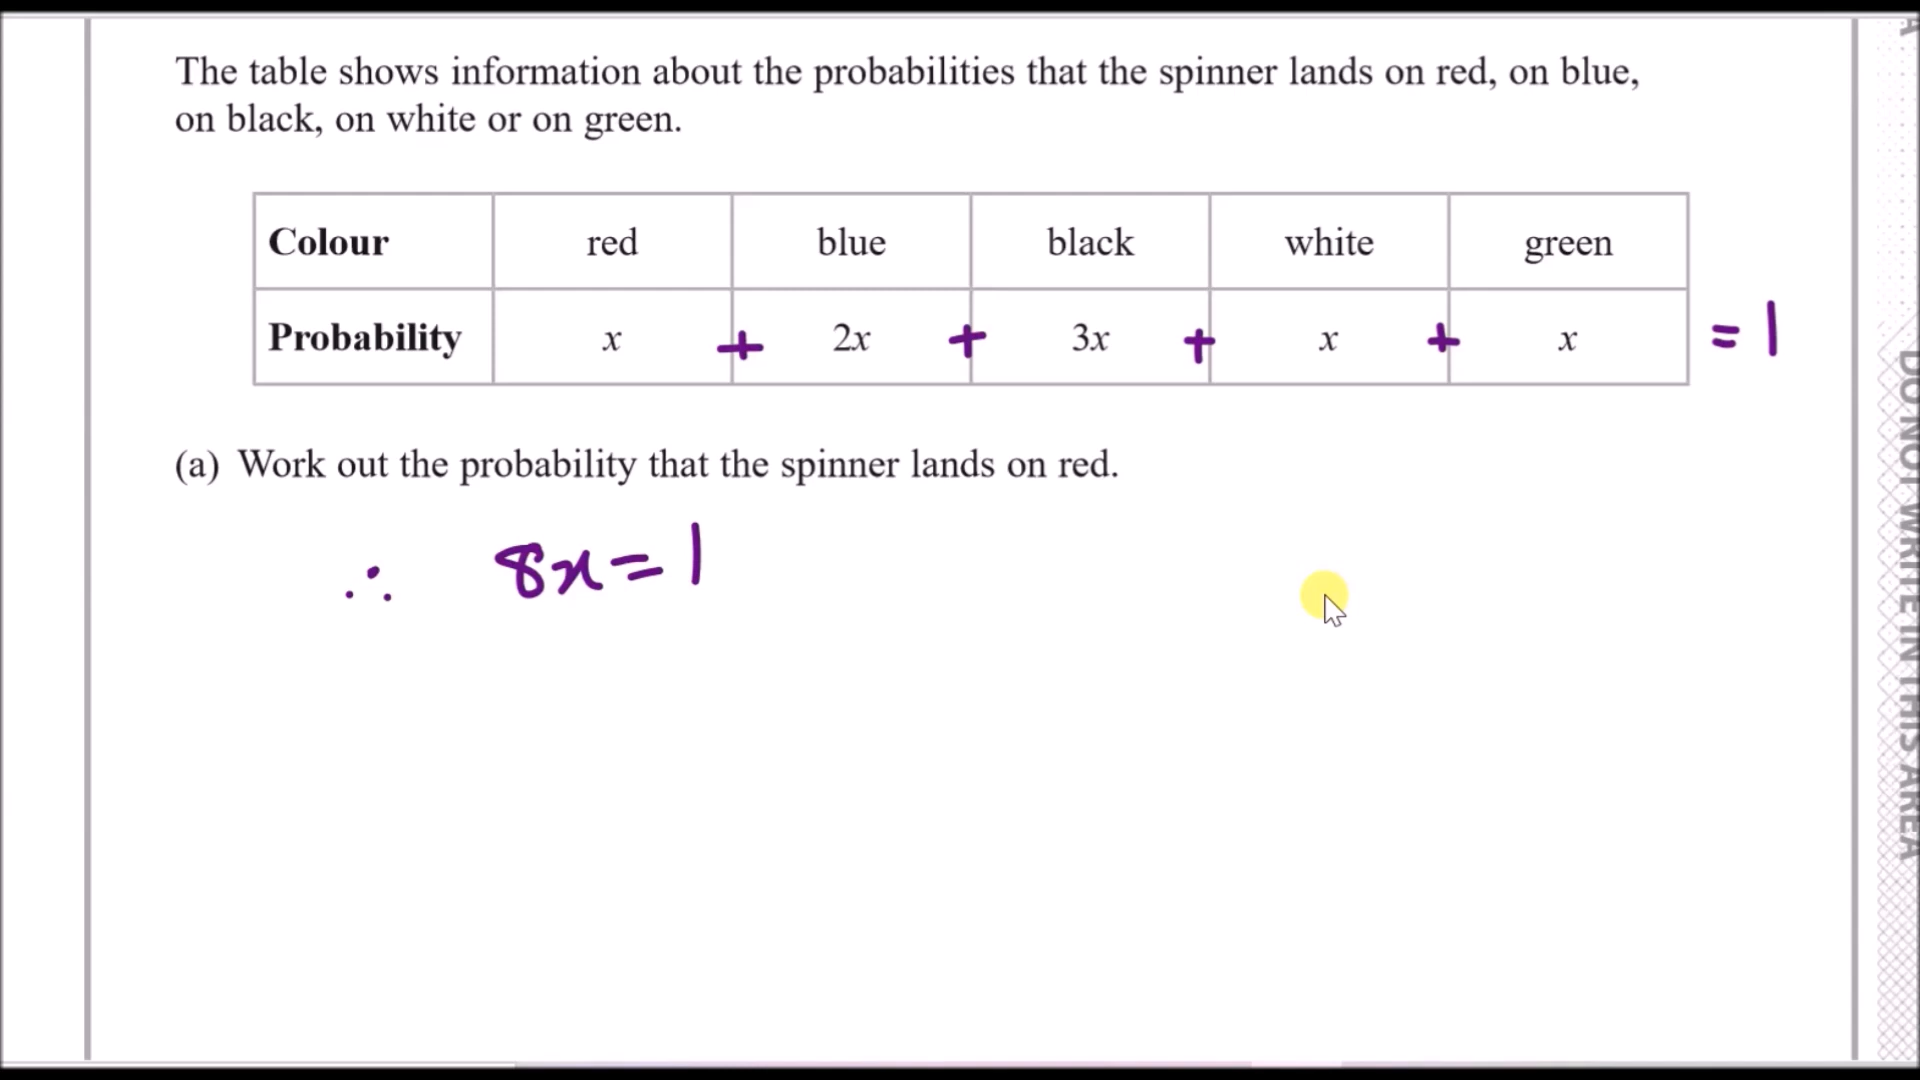 The table shows information about the probabilities that the spinner lands on red, on blue,
on black, on white or on green.
Colour red blue black white green
Probability x + 2x + 3x + x + x = 1
(a) Work out the probability that the spinner lands on red.
∴ 8x = 1
DO NOT WRITE IN THIS AREA